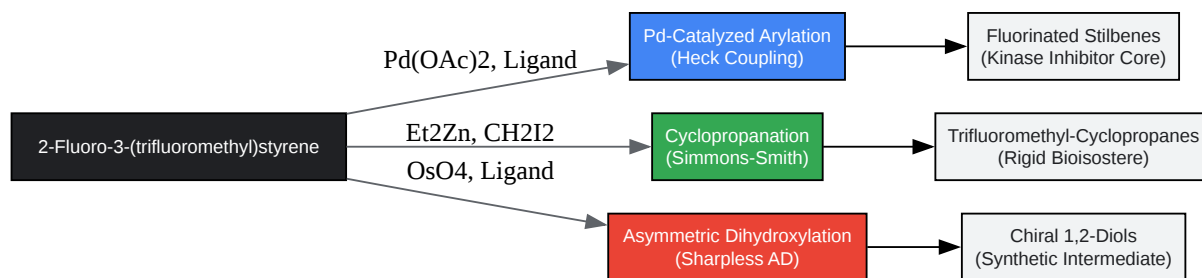 Pd-Catalyzed Arylation
(Heck Coupling)
Fluorinated Stilbenes
(Kinase Inhibitor Core)
Pd(OAc)2, Ligand
2-Fluoro-3-(trifluoromethyl)styrene
Et2Zn, CH2I2
Cyclopropanation
(Simmons-Smith)
Trifluoromethyl-Cyclopropanes
(Rigid Bioisostere)
OsO4, Ligand
Asymmetric Dihydroxylation
(Sharpless AD)
Chiral 1,2-Diols
(Synthetic Intermediate)